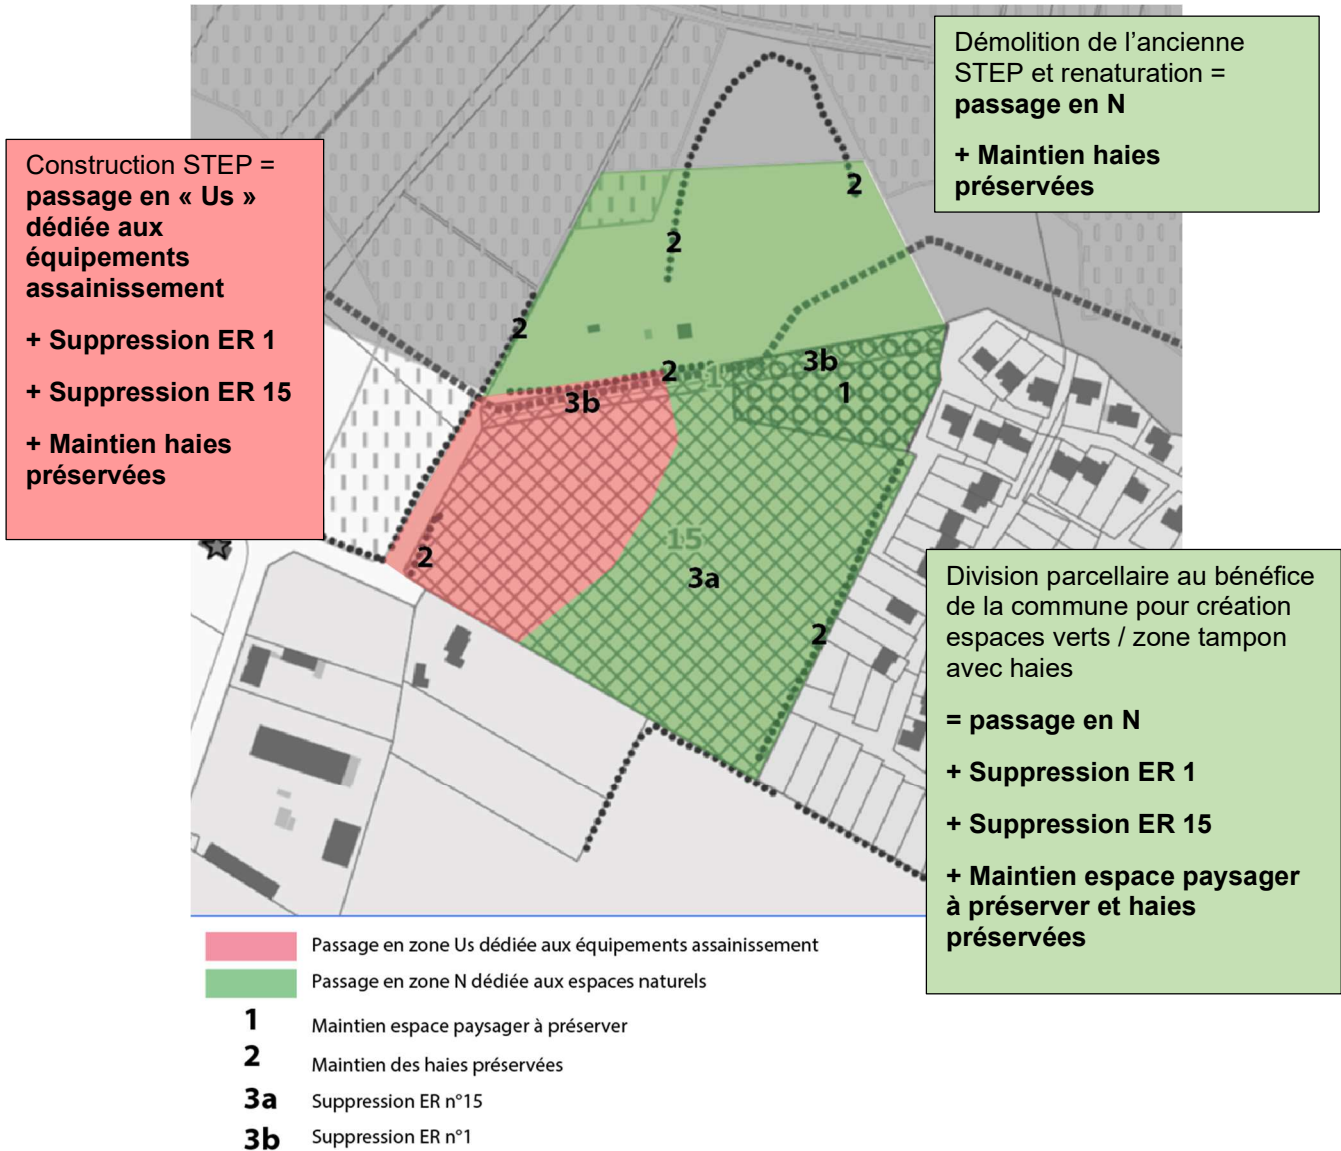 Démolition de l’ancienne
STEP et renaturation =
passage en N
+ Maintien haies
préservées
Construction STEP =
passage en « Us »
dédiée aux
équipements
assainissement
+ Suppression ER 1
+ Suppression ER 15
+ Maintien haies
préservées
2
2
2
2
3b
1
3b
1
15
3a
2
2
Division parcellaire au bénéfice
de la commune pour création
espaces verts / zone tampon
avec haies
= passage en N
+ Suppression ER 1
+ Suppression ER 15
+ Maintien espace paysager
à préserver et haies
préservées
Passage en zone Us dédiée aux équipements assainissement
Passage en zone N dédiée aux espaces naturels
1 Maintien espace paysager à préserver
2 Maintien des haies préservées
3a Suppression ER n°15
3b Suppression ER n°1